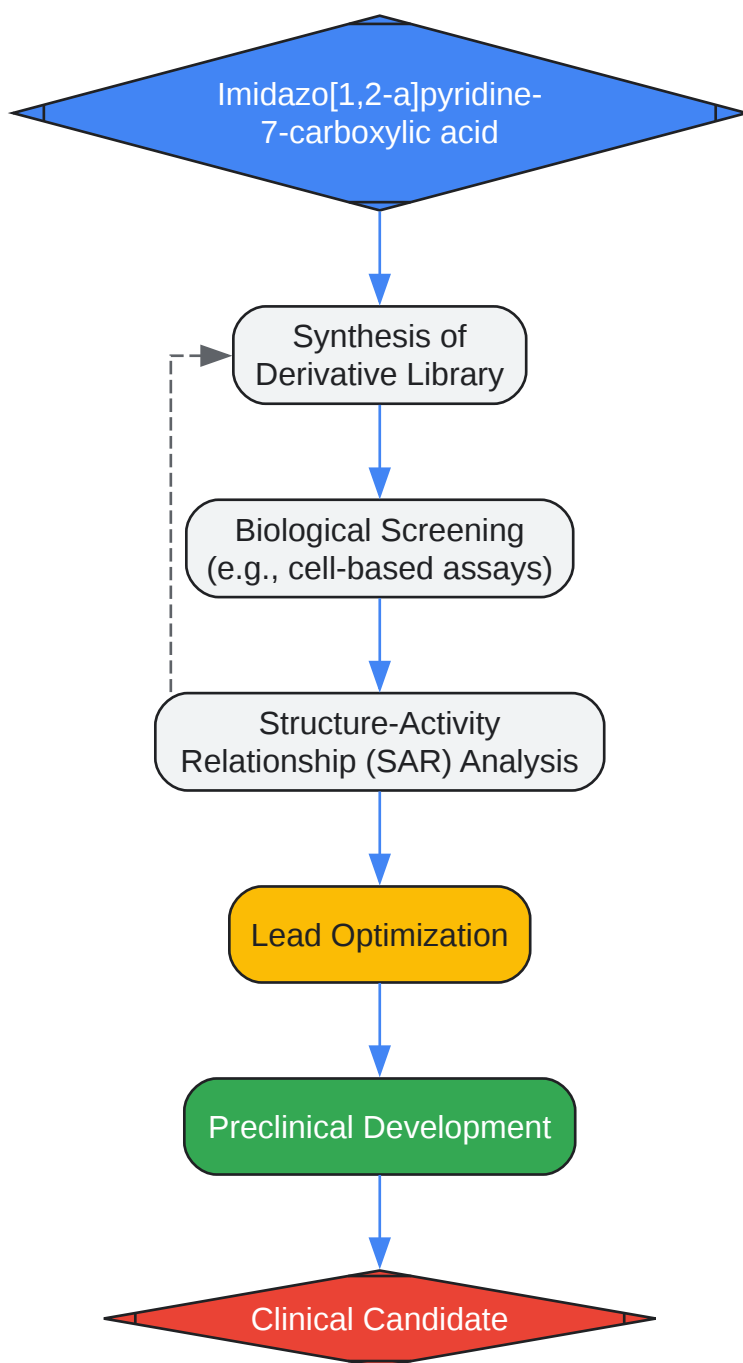 Imidazo[1,2-a]pyridine-
7-carboxylic acid
Synthesis of
Derivative Library
Biological Screening
(e.g., cell-based assays)
Structure-Activity
Relationship (SAR) Analysis
Lead Optimization
Preclinical Development
Clinical Candidate